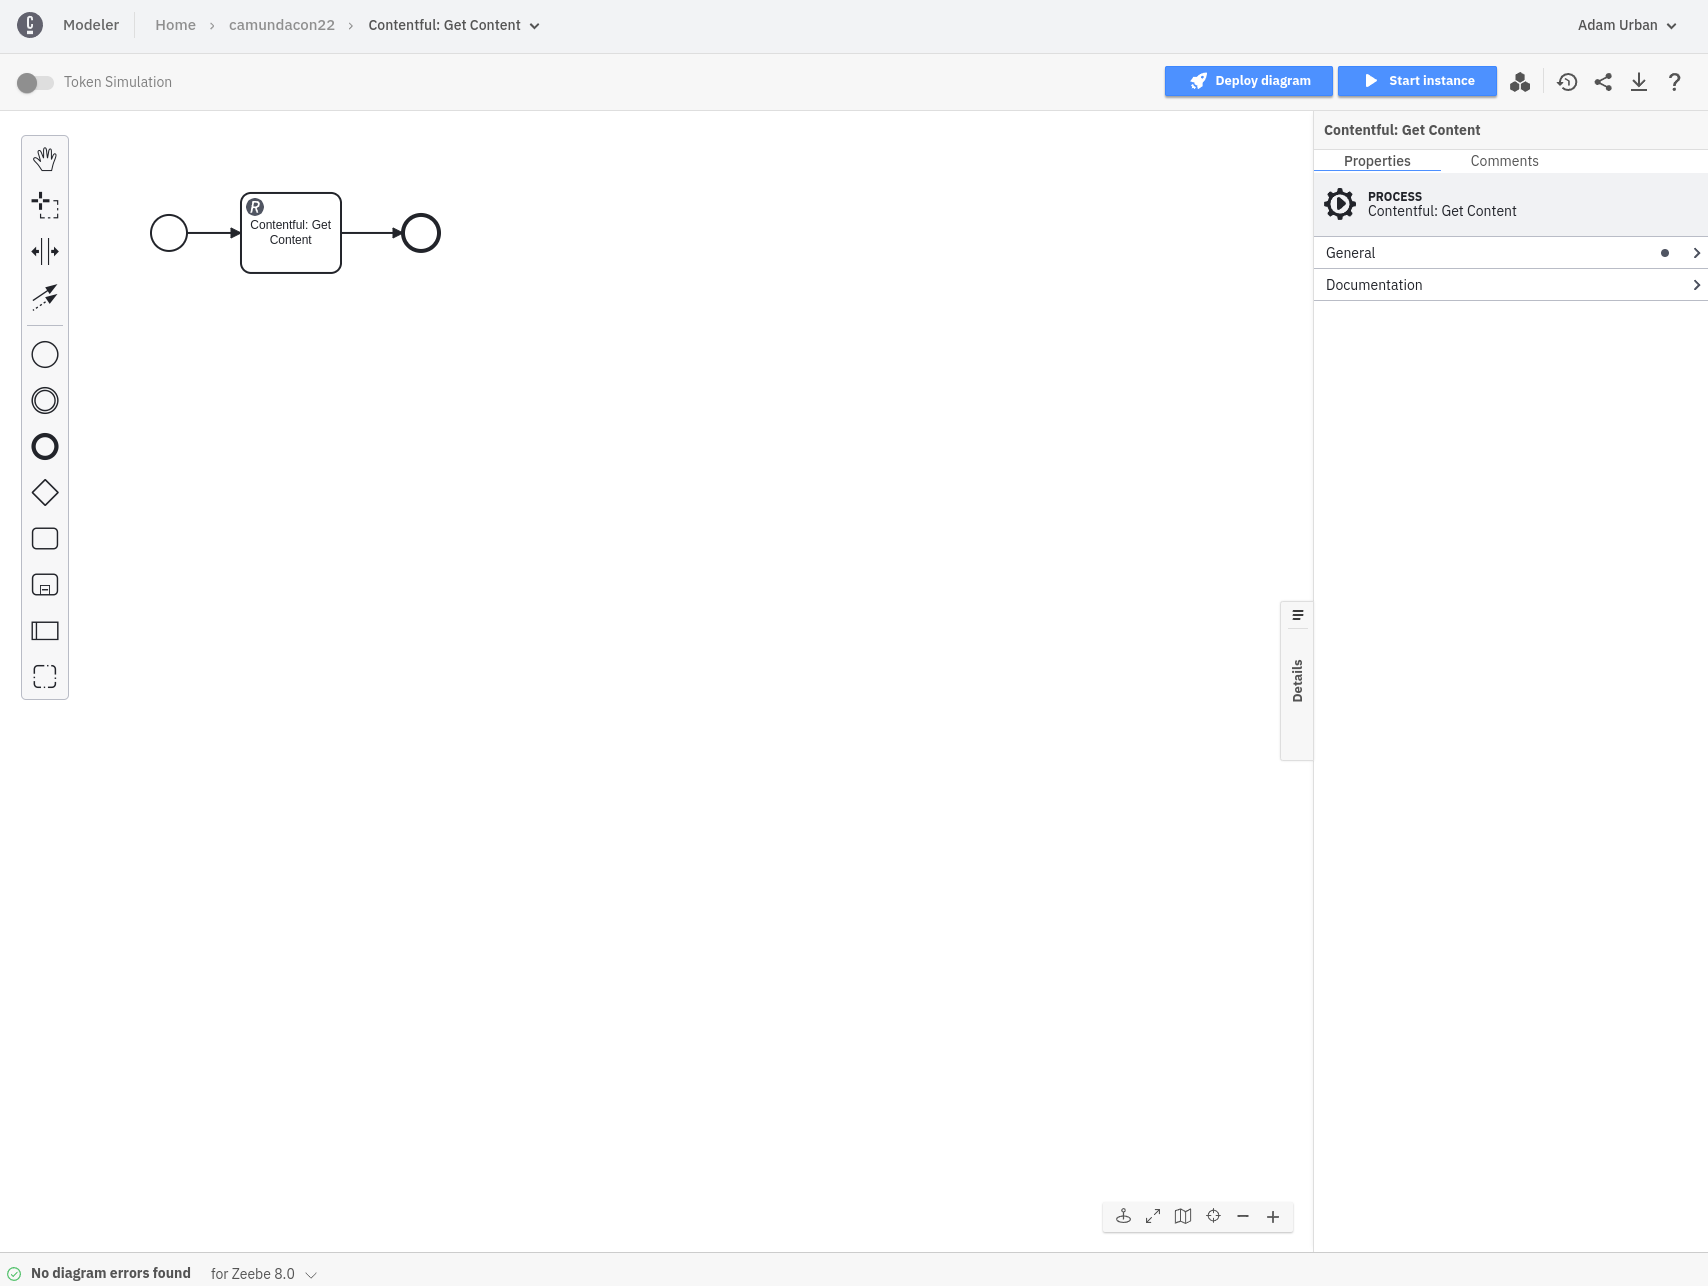 Modeler
Home
camundacon22
Contentful: Get Content
Adam Urban
Token Simulation
Deploy diagram
Start instance
?
Contentful: Get Content
Properties
Comments
PROCESS
Contentful: Get Content
General
Documentation
R
Contentful: Get
Content
Details
No diagram errors found
for Zeebe 8.0